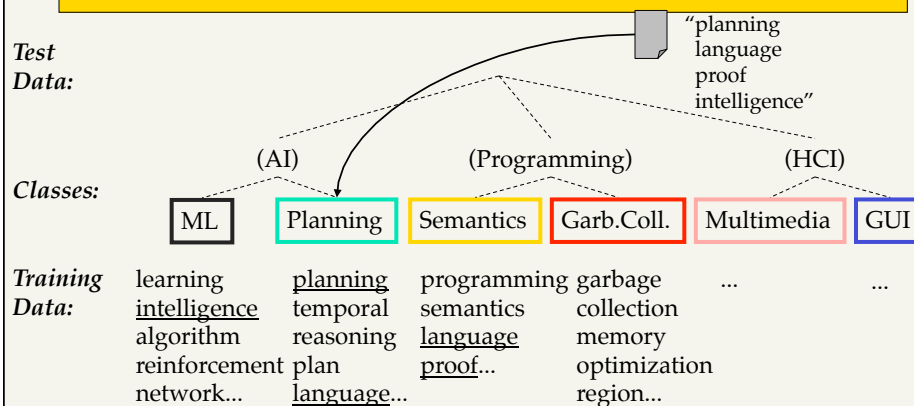 “planning
language
proof
intelligence”
Test
Data:
(AI)
(Programming)
(HCI)
Classes:
ML
Planning
Semantics
Garb.Coll.
Multimedia
GUI
Training
Data:
learning
intelligence
algorithm
reinforcement
network...
planning
temporal
reasoning
plan
language...
programming
semantics
language
proof...
garbage
collection
memory
optimization
region...
...
...